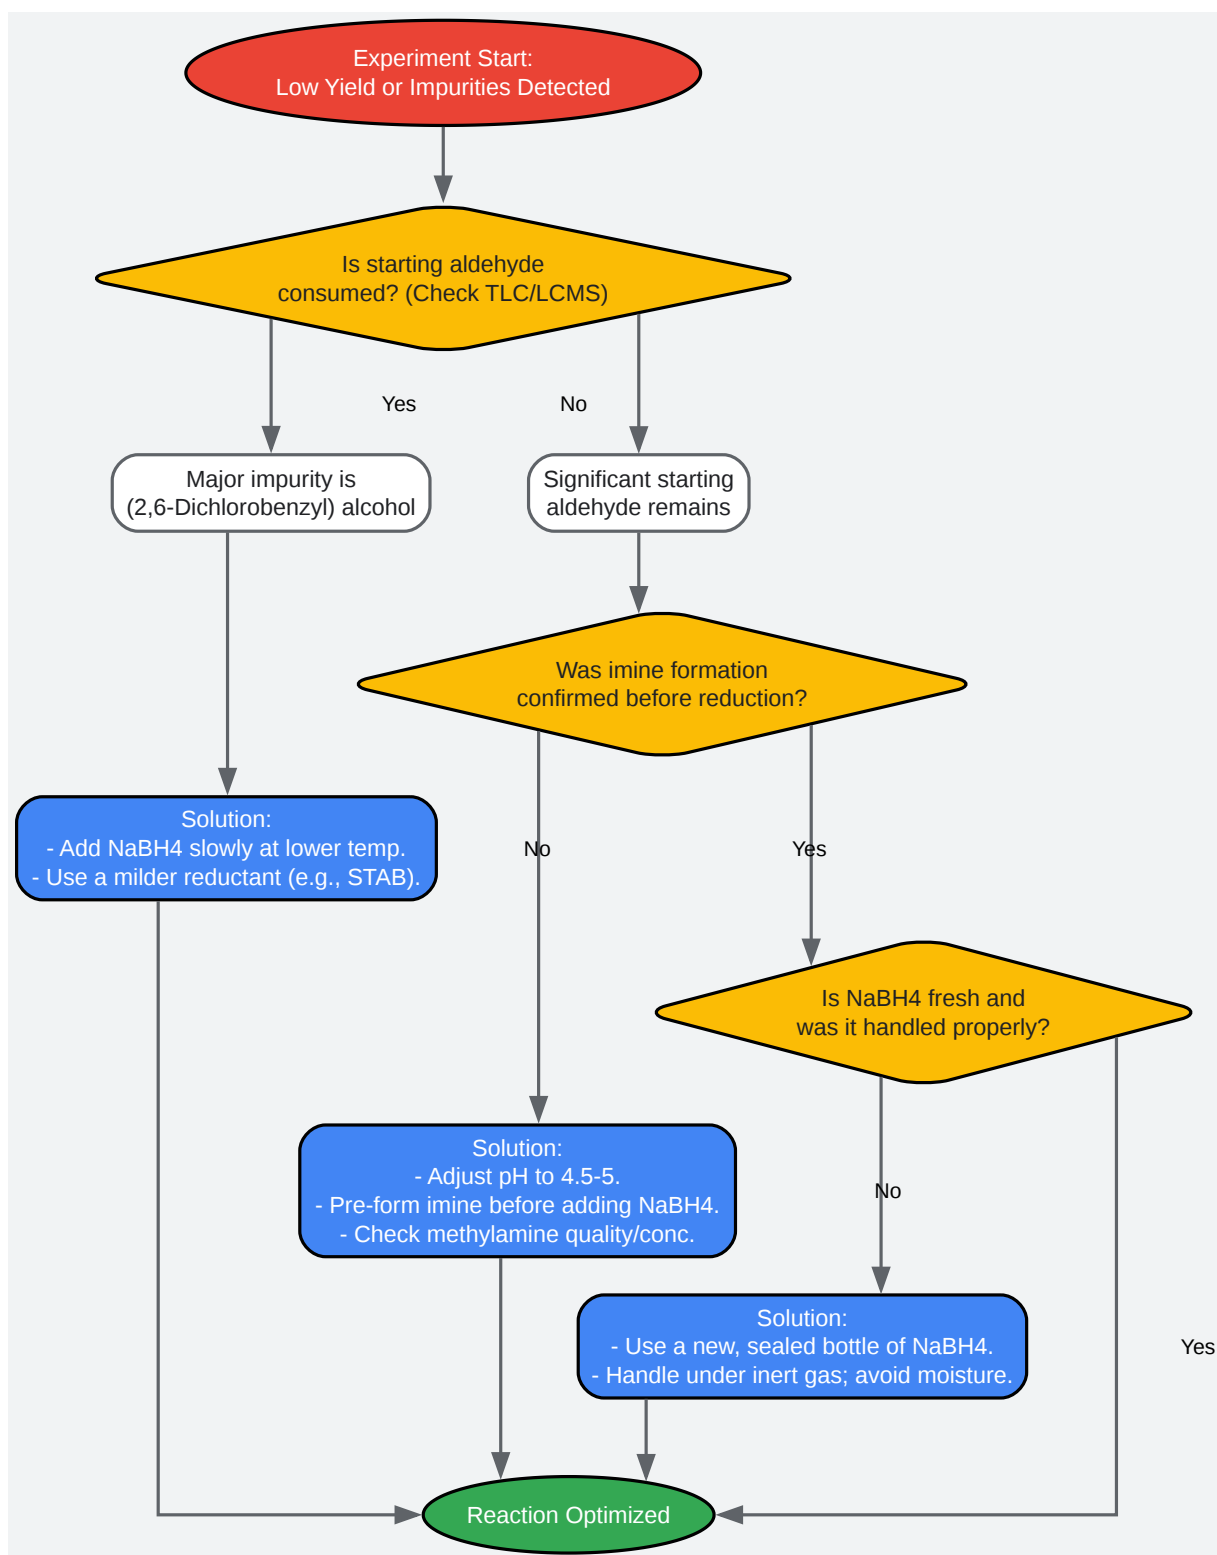 Experiment Start:
Low Yield or Impurities Detected
Is starting aldehyde
consumed? (Check TLC/LCMS)
Yes
No
Major impurity is
(2,6-Dichlorobenzyl) alcohol
Significant starting
aldehyde remains
Was imine formation
confirmed before reduction?
Solution:
- Add NaBH4 slowly at lower temp.
- Use a milder reductant (e.g., STAB).
No
Yes
Is NaBH4 fresh and
was it handled properly?
Solution:
- Adjust pH to 4.5-5.
- Pre-form imine before adding NaBH4.
- Check methylamine quality/conc.
No
Solution:
- Use a new, sealed bottle of NaBH4.
- Handle under inert gas; avoid moisture.
Yes
Reaction Optimized